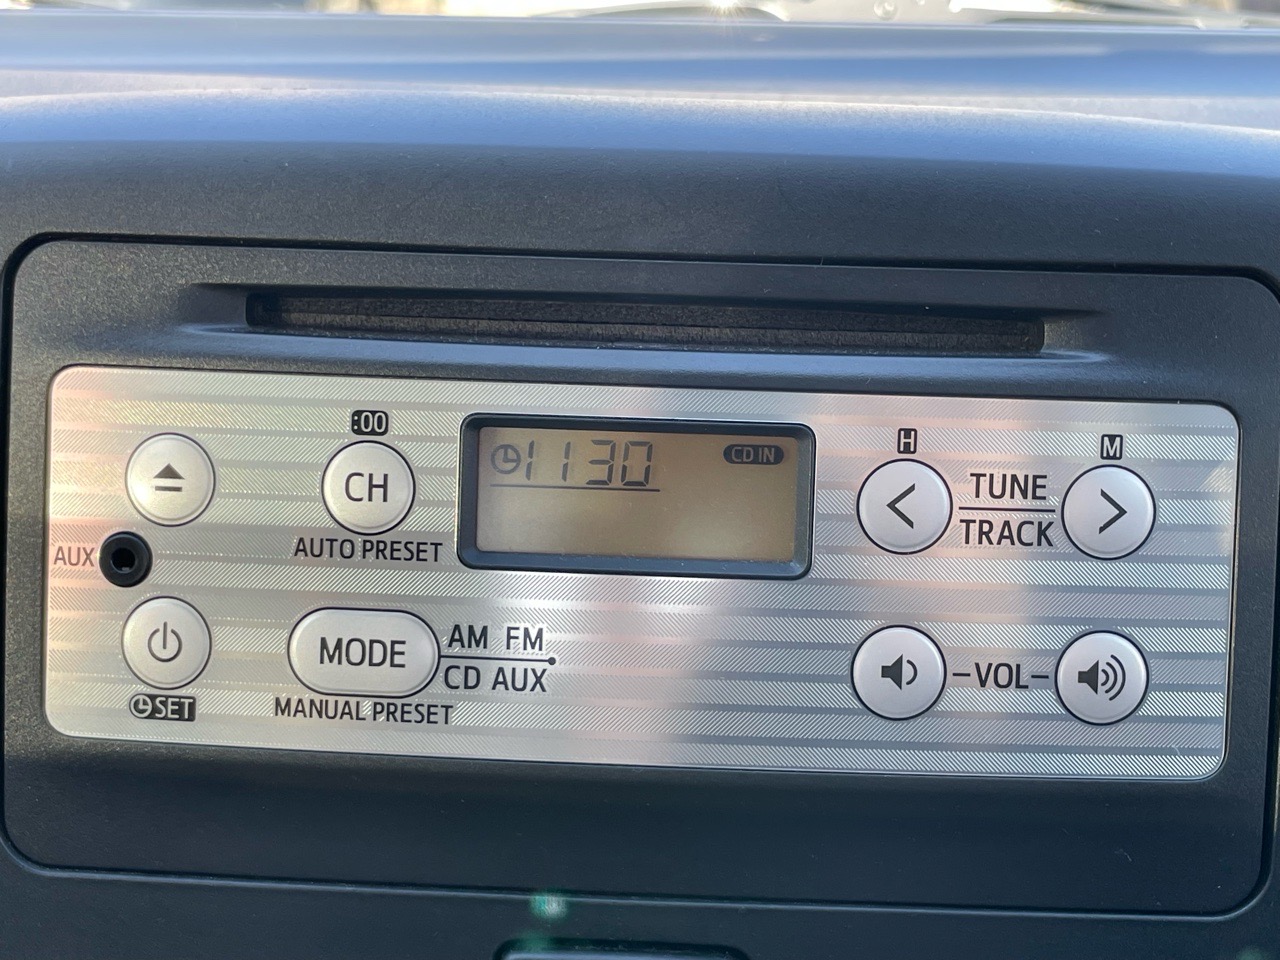 :00
CH
AUTO PRESET
AUX
SET
MODE
AM FM
CD AUX
MANUAL PRESET
1130
CD IN
H
M
TUNE
TRACK
-VOL-